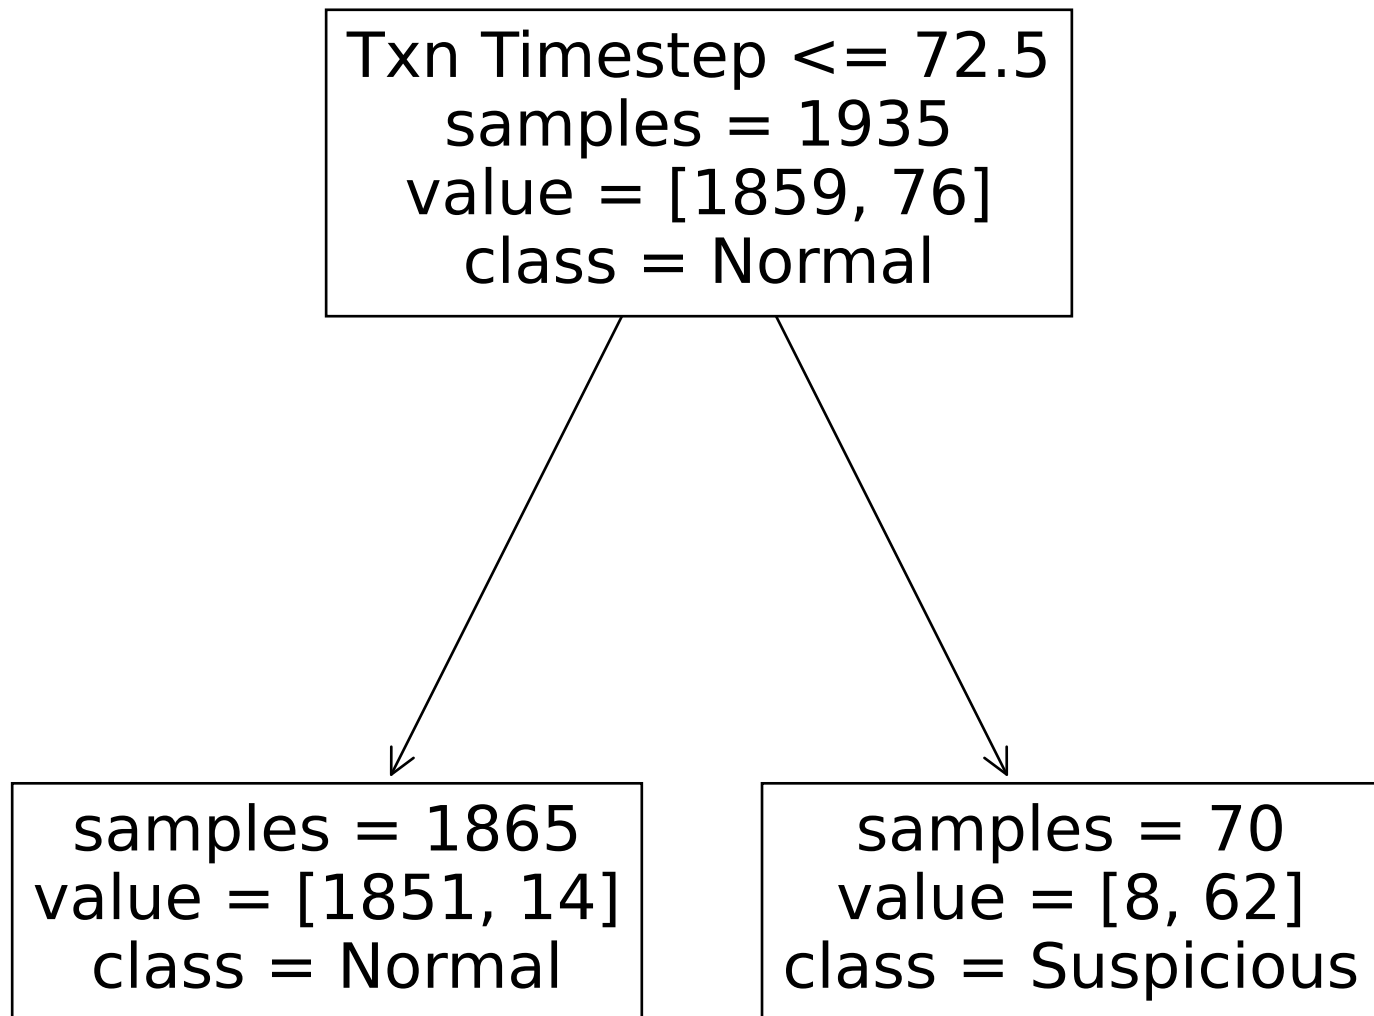 Txn Timestep <= 72.5
samples = 1935
value = [1859, 76]
class = Normal
samples = 1865
value = [1851, 14]
class = Normal
samples = 70
value = [8, 62]
class = Suspicious